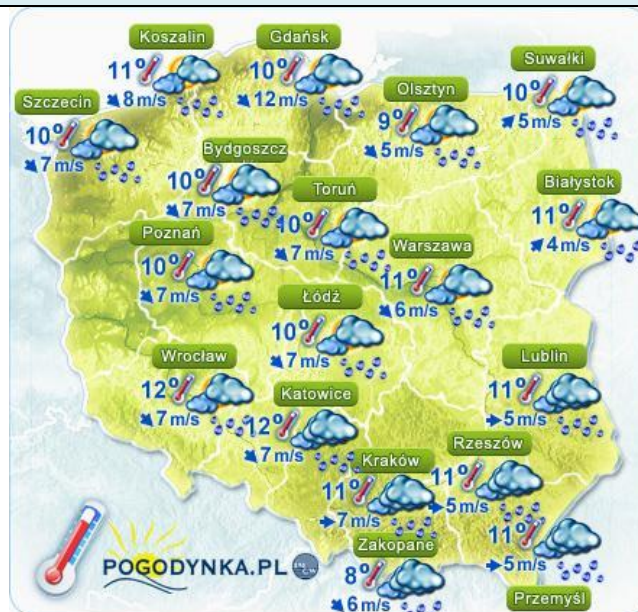 Koszalin
11°
8 m/s
Gdańsk
10°
12 m/s
Suwałki
10°
5 m/s
Szczecin
10°
7 m/s
Olsztyn
9°
5 m/s
Bydgoszcz
10°
7 m/s
Toruń
10°
7 m/s
Białystok
11°
4 m/s
Poznań
10°
7 m/s
Warszawa
11°
6 m/s
Łódź
10°
7 m/s
Wrocław
12°
7 m/s
Katowice
12°
7 m/s
Lublin
11°
5 m/s
Kraków
11°
7 m/s
Rzeszów
11°
5 m/s
Zakopane
8°
6 m/s
11°
5 m/s
Przemyśl
POGODYNKA.PL